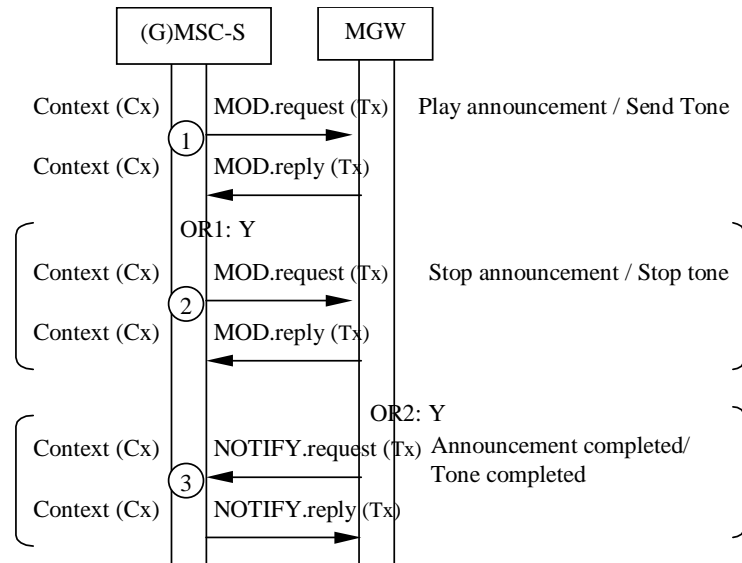 (G)MSC-S MGW
Context (Cx) MOD.request (Tx) Play announcement / Send Tone
1
Context (Cx) MOD.reply (Tx)
OR1: Y
Context (Cx) MOD.request (Tx) Stop announcement / Stop tone
2
Context (Cx) MOD.reply (Tx)
OR2: Y
Context (Cx) NOTIFY.request (Tx) Announcement completed/
3 Tone completed
Context (Cx) NOTIFY.reply (Tx)